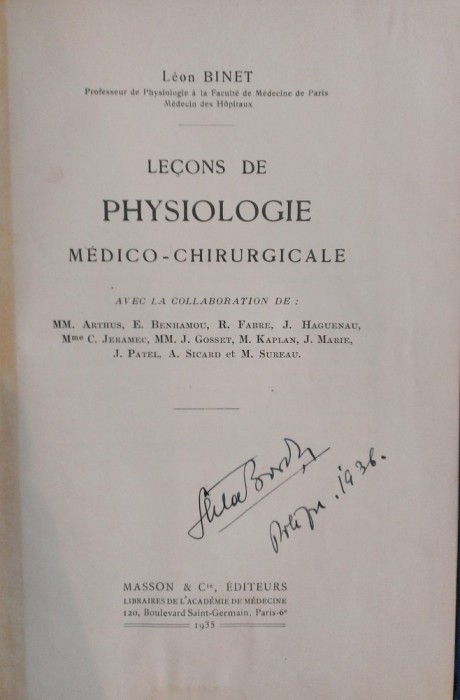 Léon BINET
Professeur de Physiologie à la Faculté de Médecine de Paris
Médecin des Hôpitaux
LEÇONS DE
PHYSIOLOGIE
MÉDICO-CHIRURGICALE
AVEC LA COLLABORATION DE :
MM. Arthus, E. Benhamou, R. Fabre, J. Haguenau,
Mme C. Jeramec, MM. J. Gosset, M. Kaplan, J. Marie,
J. Patel, A. Sicard et M. Sureau.
1936.
MASSON & Cie, ÉDITEURS
LIBRAIRES DE L'ACADÉMIE DE MÉDECINE
120, Boulevard Saint-Germain, Paris-6e
1935